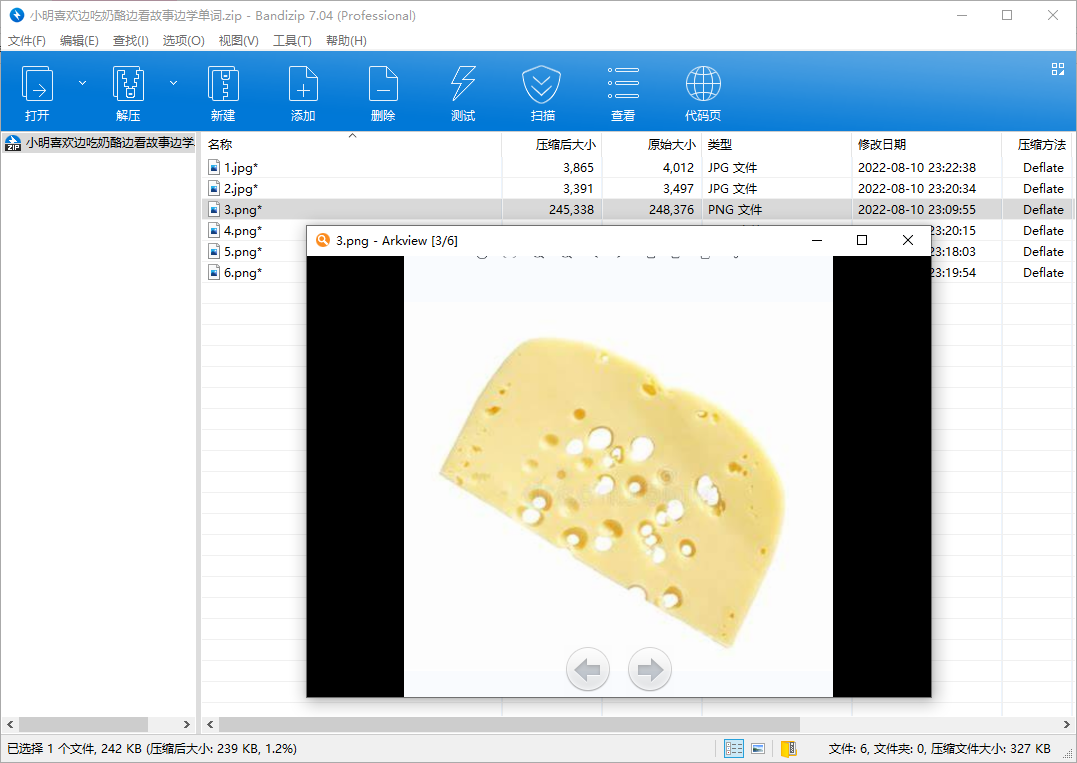 小明喜欢边吃奶酪边看故事边学单词.zip - Bandizip 7.04 (Professional)
文件(F) 编辑(E) 查找(I) 选项(O) 视图(V) 工具(T) 帮助(H)
打开 解压 新建 添加 删除 测试 扫描 查看 代码页
小明喜欢边吃奶酪边看故事边学
名称 压缩后大小 原始大小 类型 修改日期 压缩方法
1.jpg* 3,865 4,012 JPG 文件 2022-08-10 23:22:38 Deflate
2.jpg* 3,391 3,497 JPG 文件 2022-08-10 23:20:34 Deflate
3.png* 245,338 248,376 PNG 文件 2022-08-10 23:09:55 Deflate
4.png* 23:20:15 Deflate
5.png* 23:18:03 Deflate
6.png* 23:19:54 Deflate
3.png - Arkview [3/6]
已选择 1 个文件, 242 KB (压缩后大小: 239 KB, 1.2%)
文件: 6, 文件夹: 0, 压缩文件大小: 327 KB